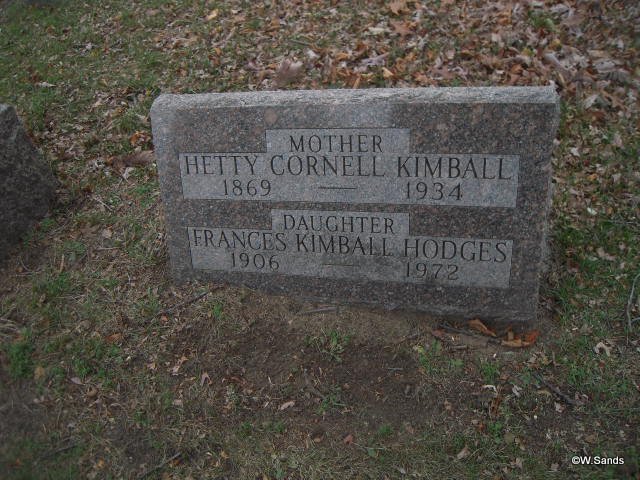 MOTHER
HETTY CORNELL KIMBALL
1869 — 1934
DAUGHTER
FRANCES KIMBALL HODGES
1906 — 1972
©W.Sands